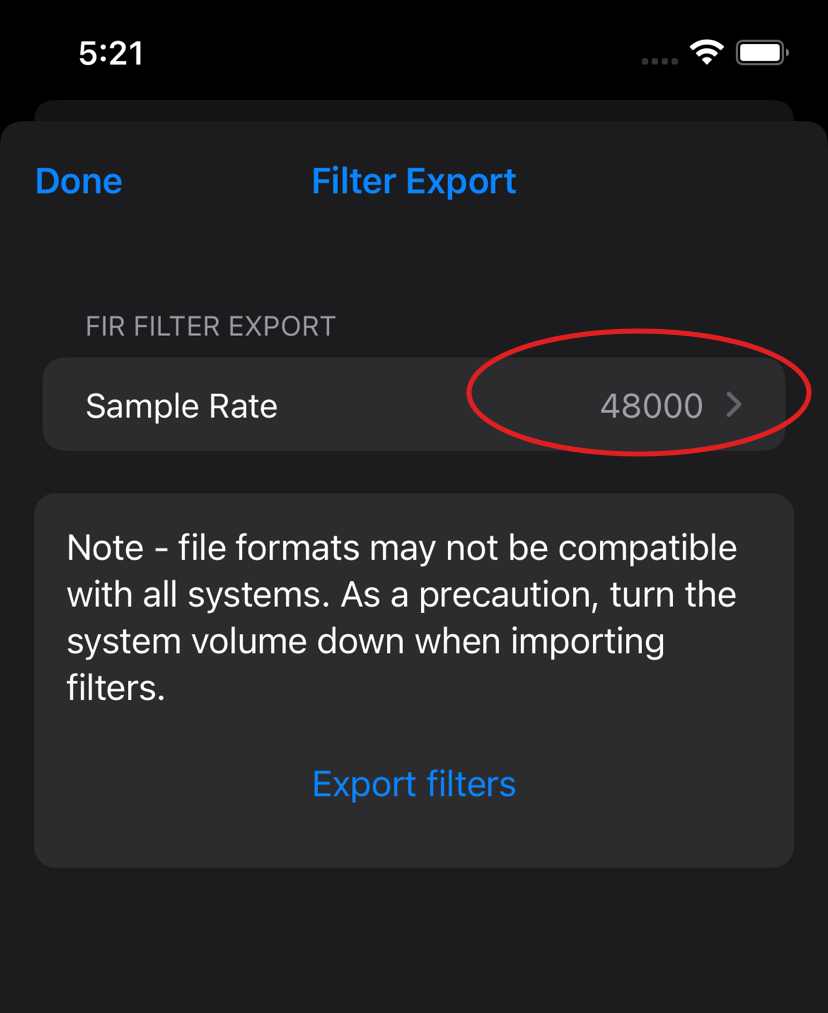 5:21
Done Filter Export
FIR FILTER EXPORT
Sample Rate 48000
Note - file formats may not be compatible
with all systems. As a precaution, turn the
system volume down when importing
filters.
Export filters